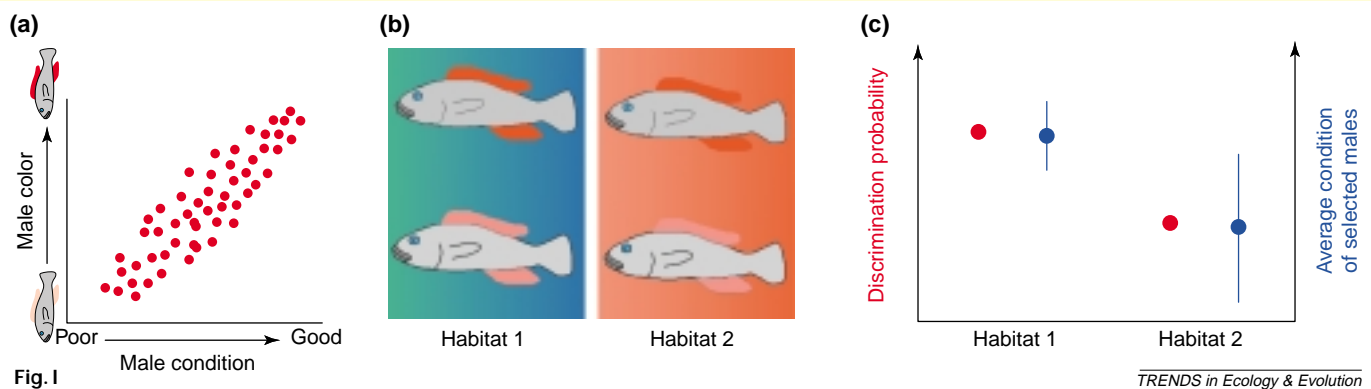 (a)
Male color
Poor
Good
Male condition
Fig. I
(b)
Habitat 1
Habitat 2
(c)
Discrimination probability
Average condition
of selected males
Habitat 1
Habitat 2
TRENDS in Ecology & Evolution